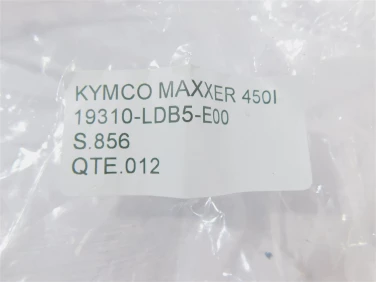 KYMCO MAXXER 450I
19310-LDB5-E00
S.856
QTE.012